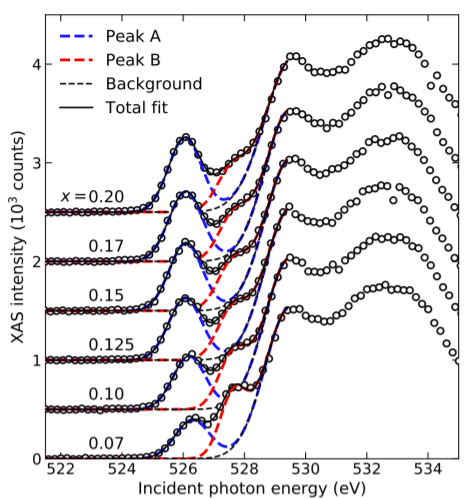 Peak A
Peak B
Background
Total fit
XAS intensity (10³ counts)
4
3
2
1
0
x = 0.20
0.17
0.15
0.125
0.10
0.07
522 524 526 528 530 532 534
Incident photon energy (eV)